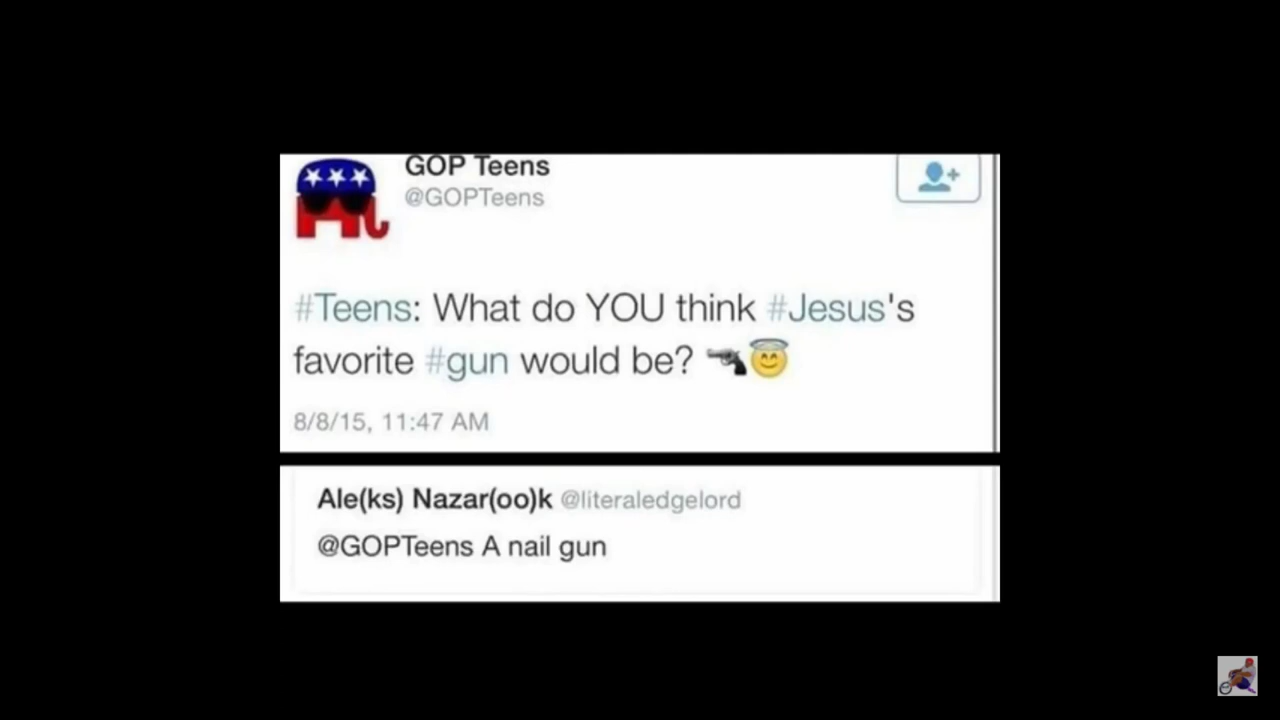 GOP Teens
@GOPTeens
#Teens: What do YOU think #Jesus's
favorite #gun would be? 🔫😇
8/8/15, 11:47 AM
Ale(ks) Nazar(oo)k @literaledgelord
@GOPTeens A nail gun